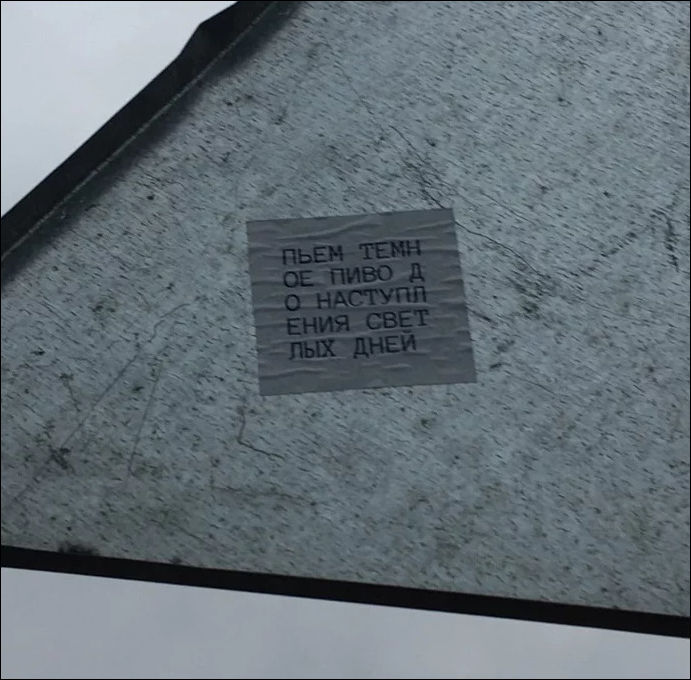 ПЬЕМ ТЕМН
ОЕ ПИВО Д
О НАСТУПЛ
ЕНИЯ СВЕТ
ЛЫХ ДНЕЙ